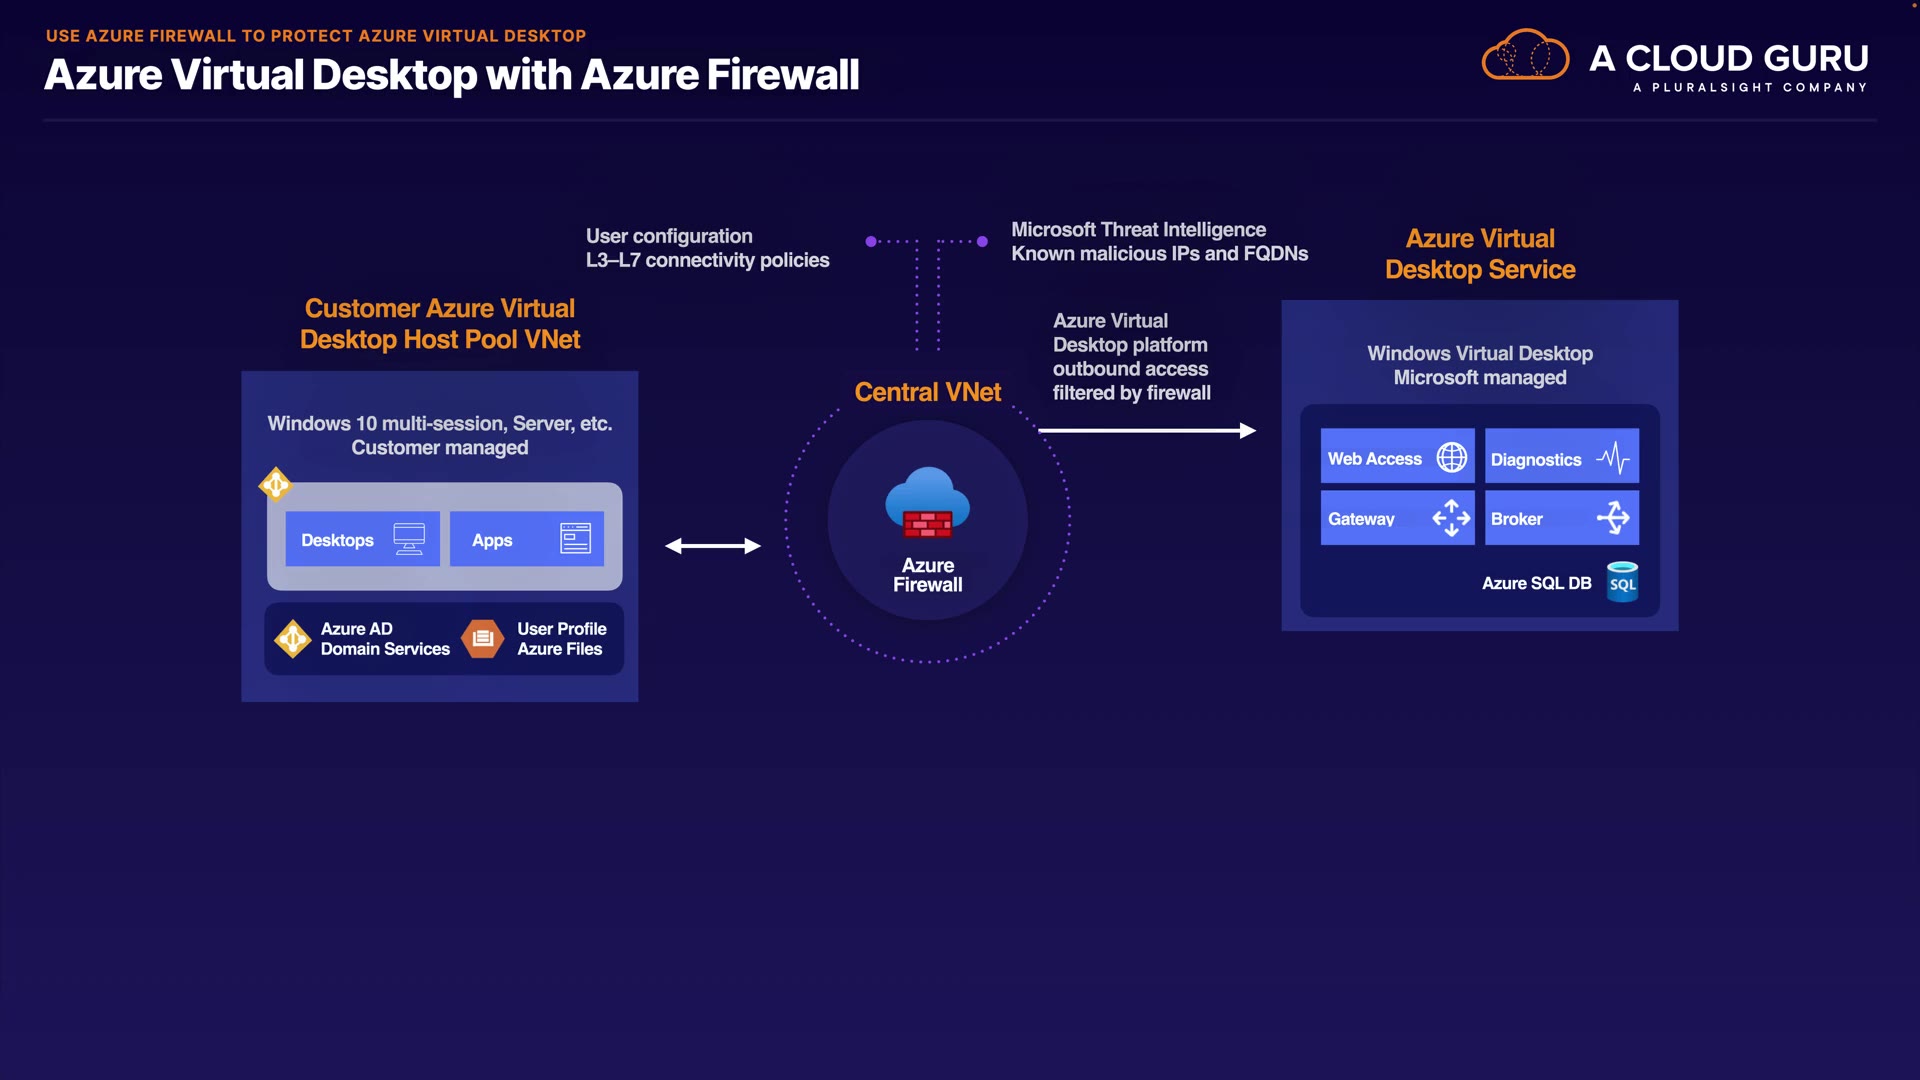 USE AZURE FIREWALL TO PROTECT AZURE VIRTUAL DESKTOP
Azure Virtual Desktop with Azure Firewall
A CLOUD GURU
A PLURALSIGHT COMPANY
User configuration
L3–L7 connectivity policies
Microsoft Threat Intelligence
Known malicious IPs and FQDNs
Customer Azure Virtual
Desktop Host Pool VNet
Windows 10 multi-session, Server, etc.
Customer managed
Desktops
Apps
Azure AD
Domain Services
User Profile
Azure Files
Central VNet
Azure
Firewall
Azure Virtual
Desktop platform
outbound access
filtered by firewall
Azure Virtual
Desktop Service
Windows Virtual Desktop
Microsoft managed
Web Access
Diagnostics
Gateway
Broker
Azure SQL DB
SQL